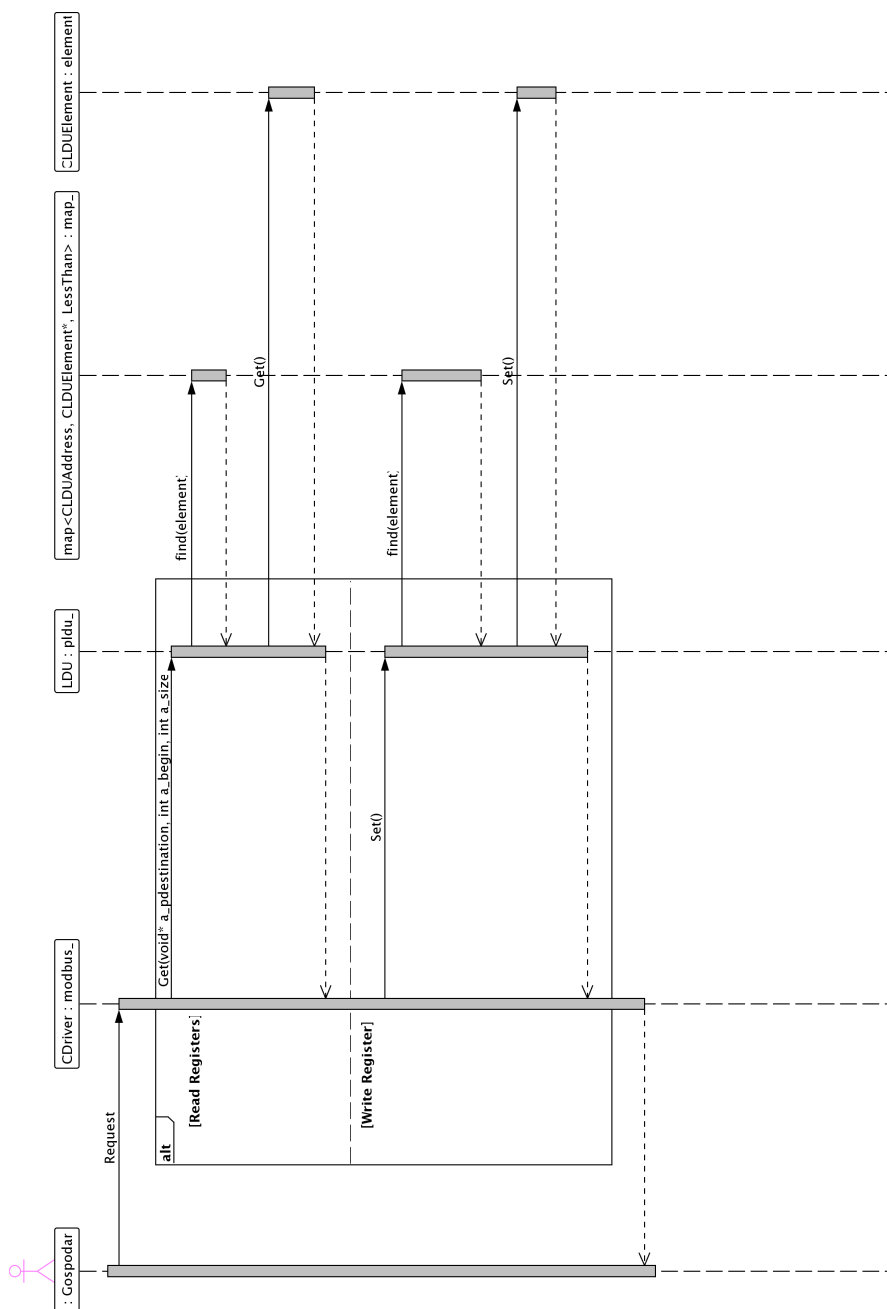 : Gospodar
CDriver : modbus_
LDU : pldu_
map<CLDUAddress, CLDUElement*, LessThan> : map_
CLDUElement : element
Request
alt
[Read Registers]
Get(void* a_pdestination, int a_begin, int a_size
find(element)
Get()
[Write Register]
Set()
find(element)
Set()